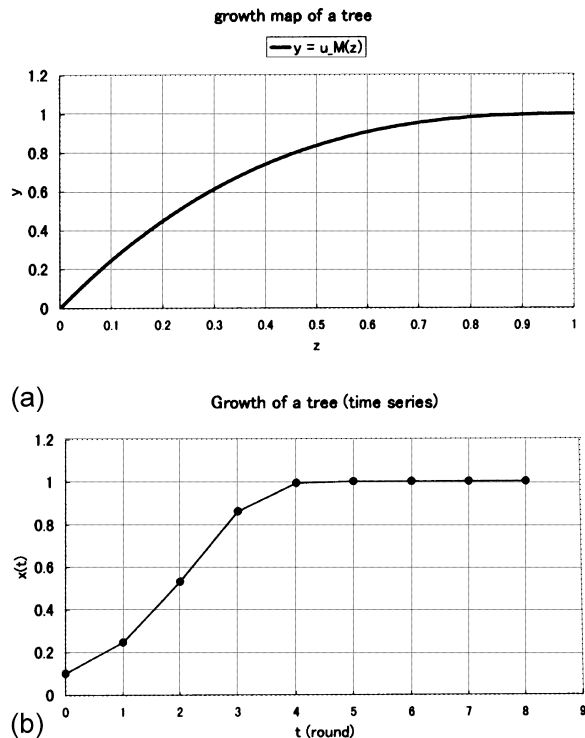 growth map of a tree
y = u_M(z)
1.2
1
0.8
0.6
0.4
0.2
0
y
0 0.1 0.2 0.3 0.4 0.5 0.6 0.7 0.8 0.9 1
z
(a)
Growth of a tree (time series)
1.2
1
0.8
0.6
0.4
0.2
0
x(t)
0 1 2 3 4 5 6 7 8 9
t (round)
(b)